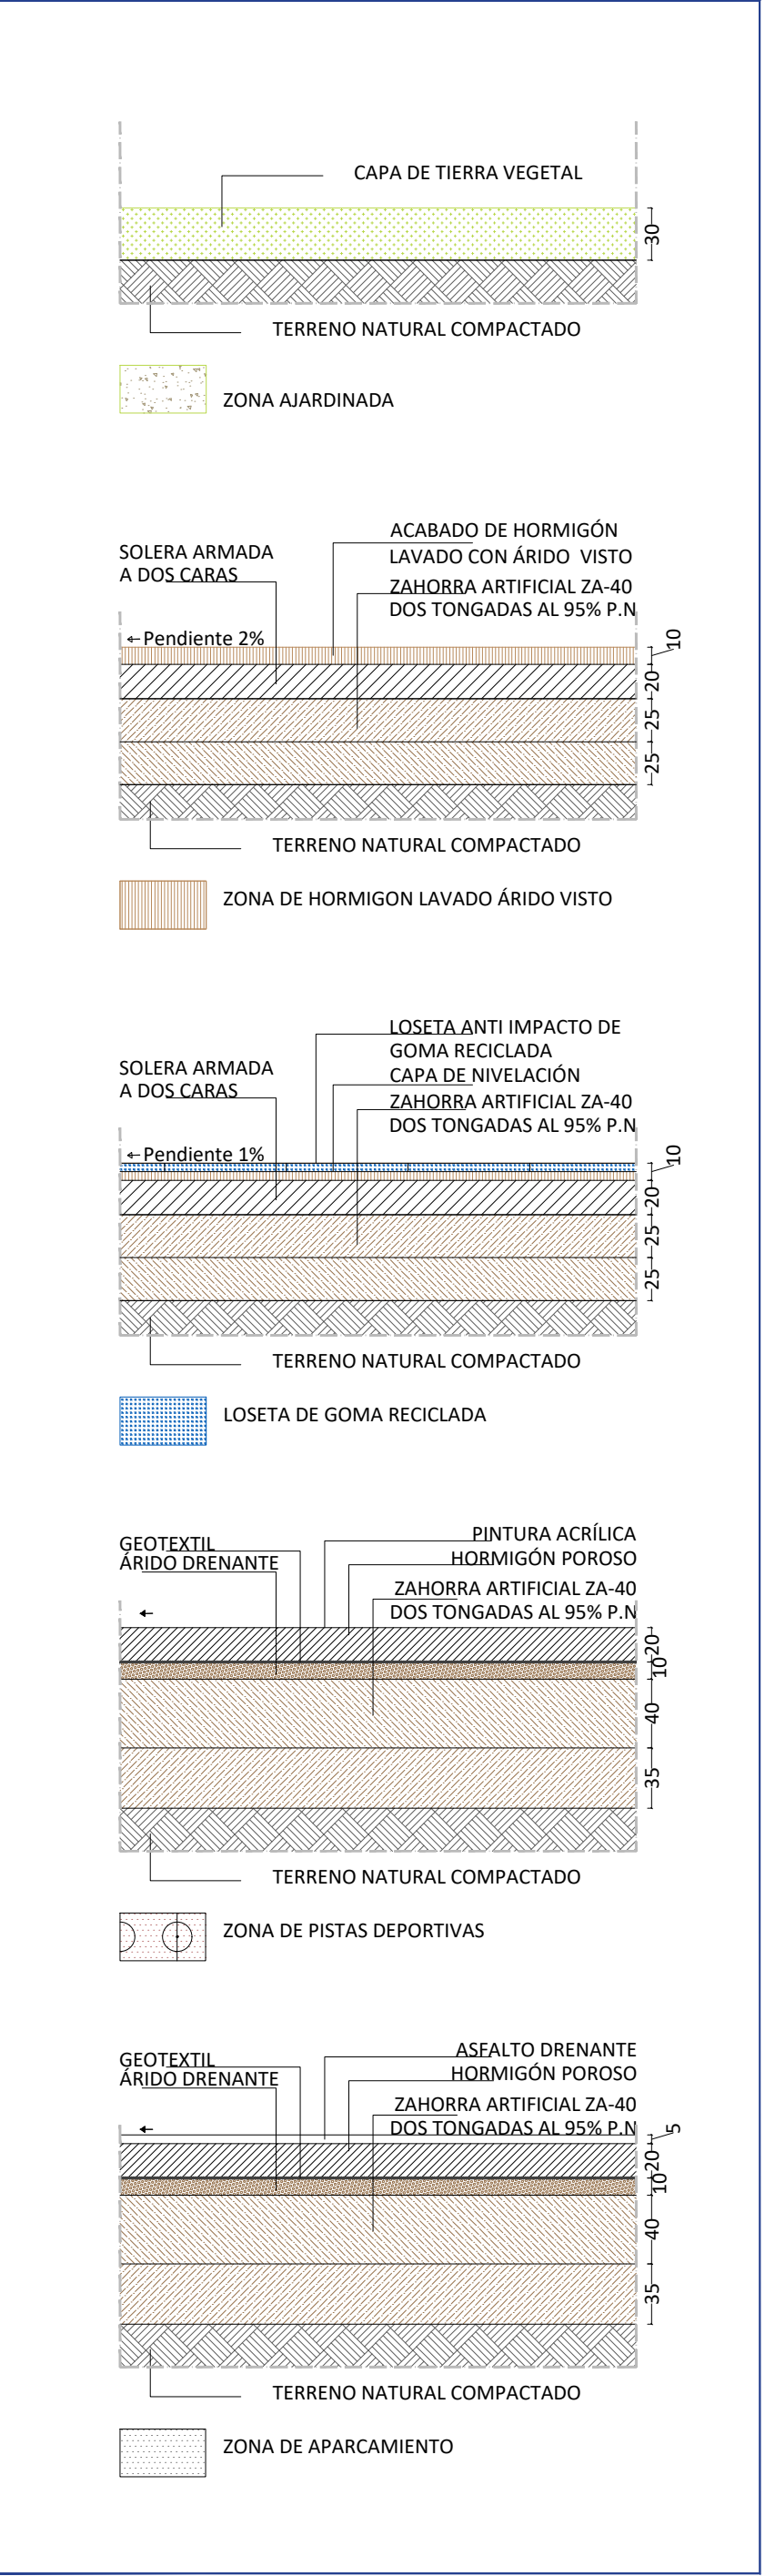 CAPA DE TIERRA VEGETAL
30
TERRENO NATURAL COMPACTADO
ZONA AJARDINADA
ACABADO DE HORMIGÓN
LAVADO CON ÁRIDO VISTO
SOLERA ARMADA
A DOS CARAS
ZAHORRA ARTIFICIAL ZA-40
DOS TONGADAS AL 95% P.N
Pendiente 2%
10
20
25
25
TERRENO NATURAL COMPACTADO
ZONA DE HORMIGON LAVADO ÁRIDO VISTO
LOSETA ANTI IMPACTO DE
GOMA RECICLADA
SOLERA ARMADA
A DOS CARAS
CAPA DE NIVELACIÓN
ZAHORRA ARTIFICIAL ZA-40
DOS TONGADAS AL 95% P.N
Pendiente 1%
10
20
25
25
TERRENO NATURAL COMPACTADO
LOSETA DE GOMA RECICLADA
PINTURA ACRÍLICA
GEOTEXTIL
HORMIGÓN POROSO
ÁRIDO DRENANTE
ZAHORRA ARTIFICIAL ZA-40
DOS TONGADAS AL 95% P.N
20
10
40
35
TERRENO NATURAL COMPACTADO
ZONA DE PISTAS DEPORTIVAS
ASFALTO DRENANTE
GEOTEXTIL
HORMIGÓN POROSO
ÁRIDO DRENANTE
ZAHORRA ARTIFICIAL ZA-40
DOS TONGADAS AL 95% P.N
5
20
10
40
35
TERRENO NATURAL COMPACTADO
ZONA DE APARCAMIENTO